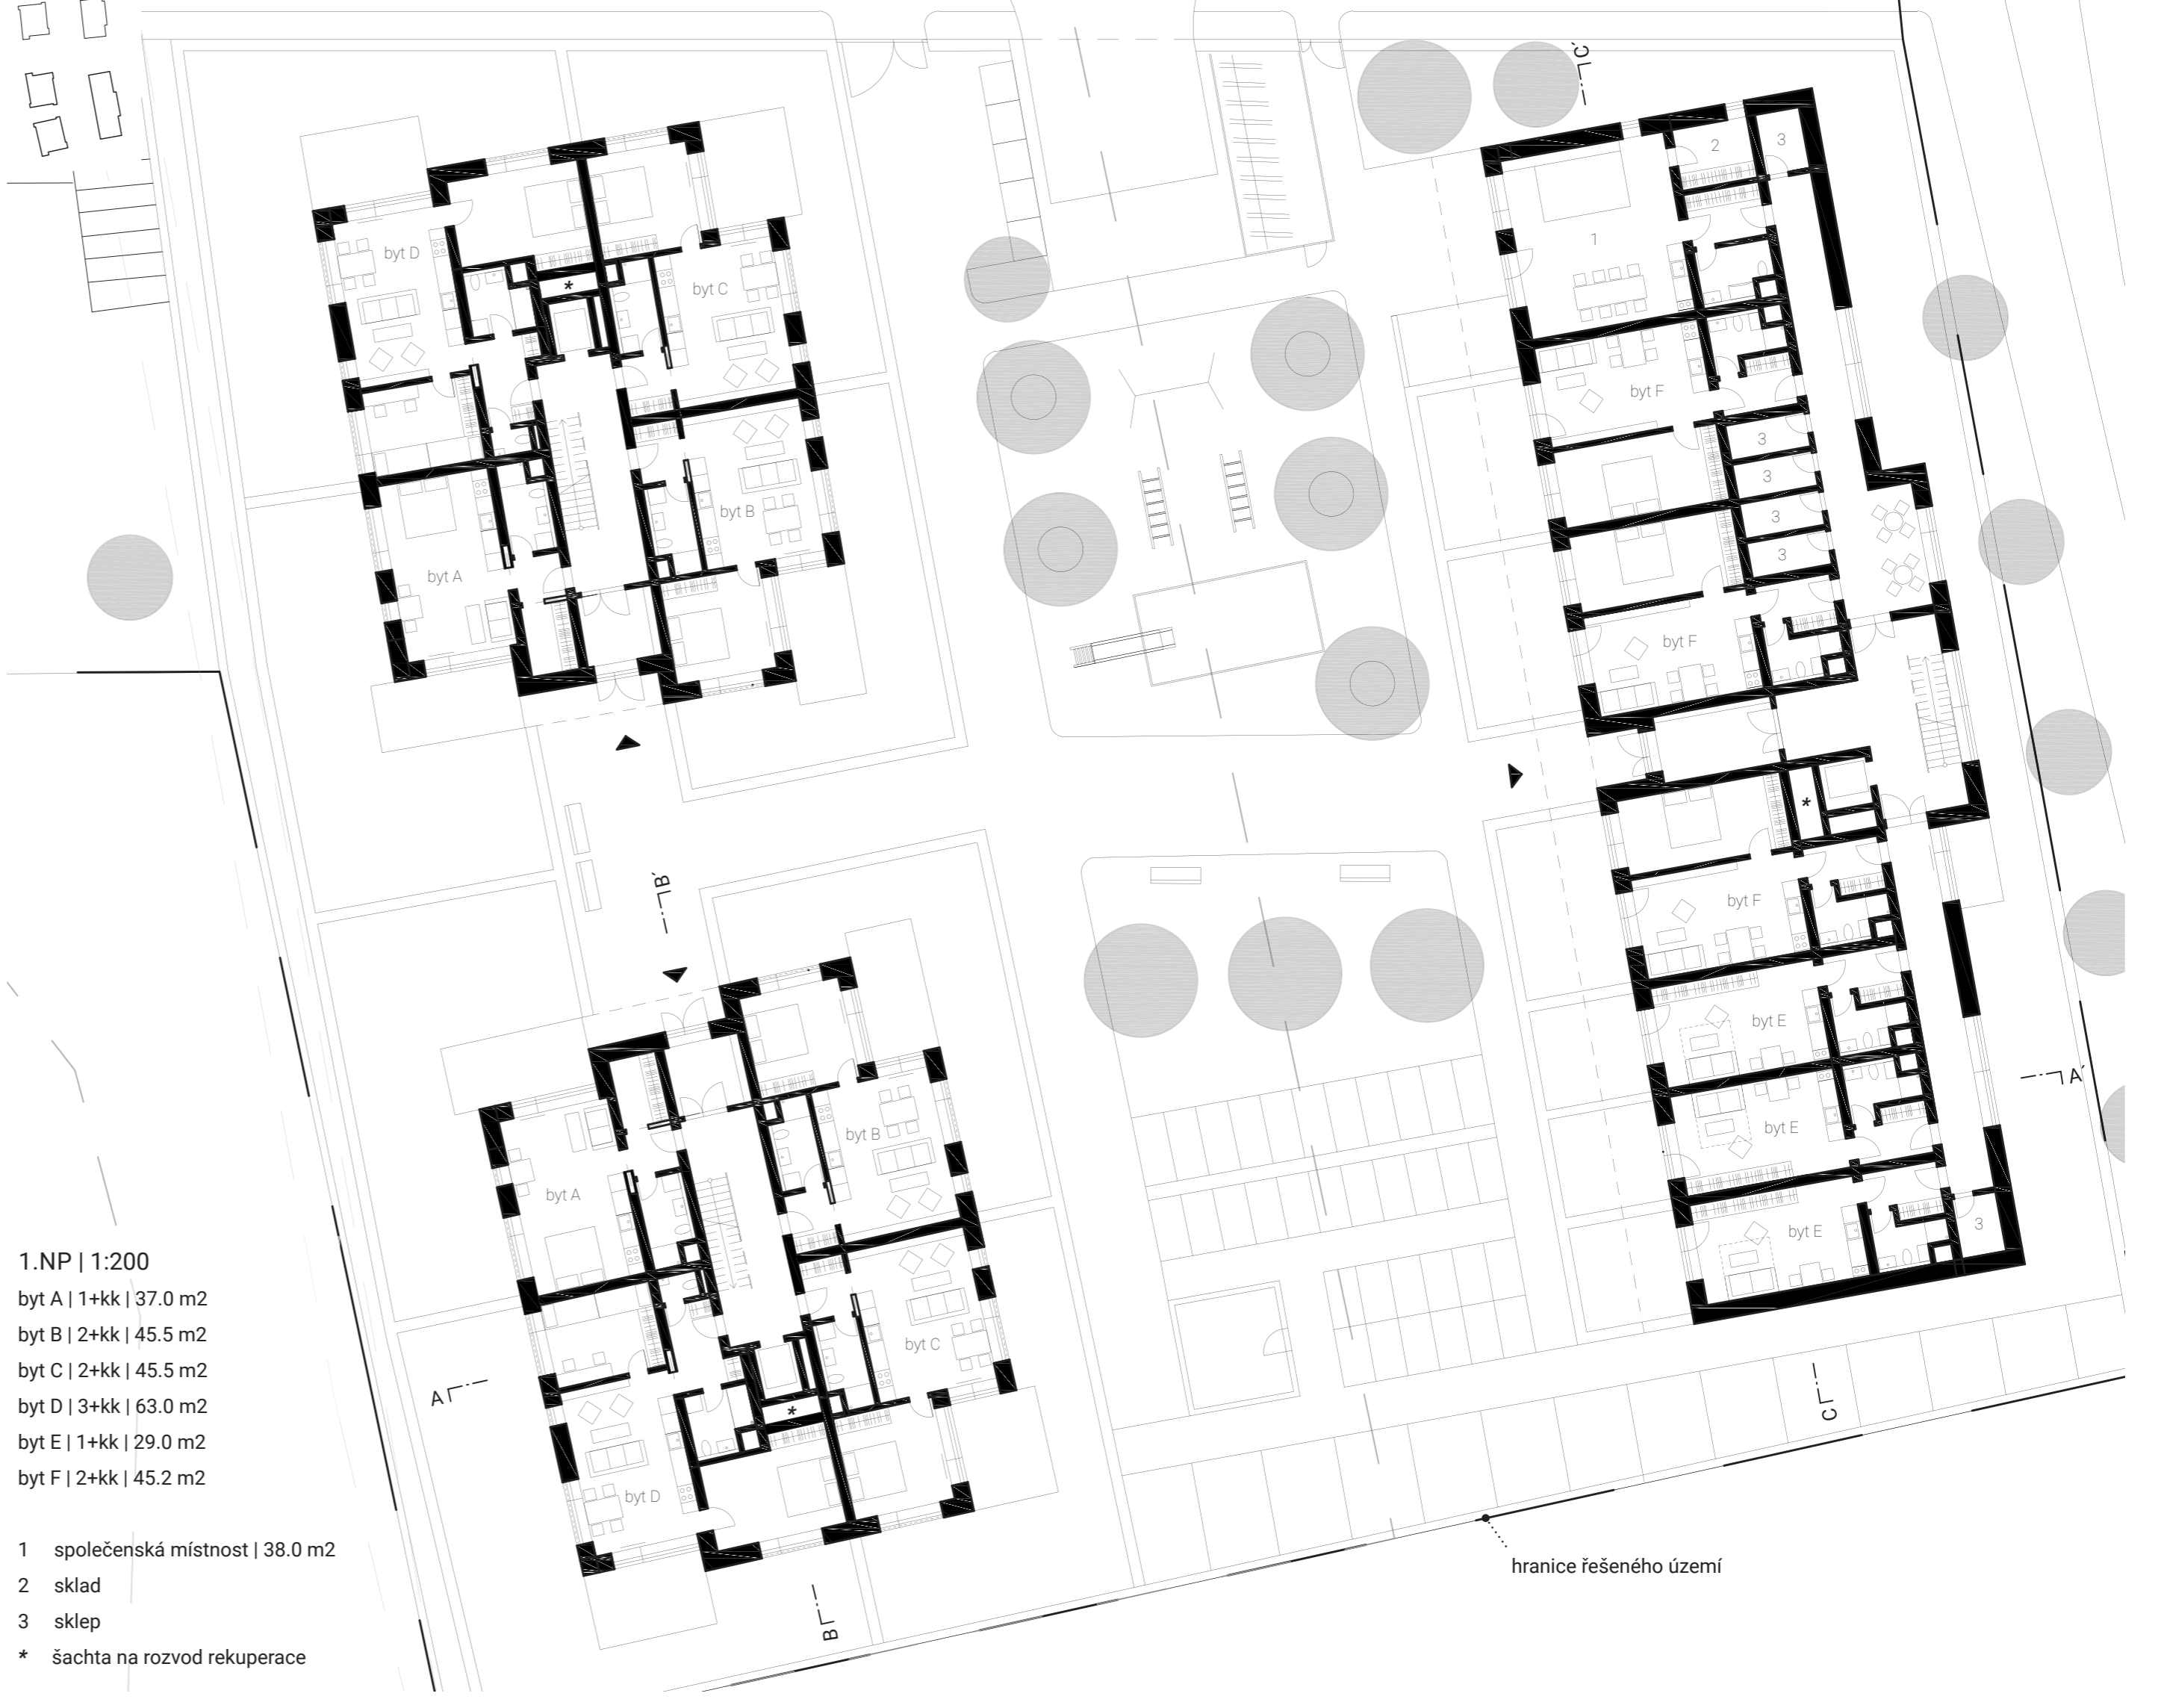 C´
2
3
1
byt D
*
byt C
byt F
3
3
3
3
byt B
byt A
byt F
*
B´
byt F
byt E
A´
byt B
byt E
byt A
3
byt E
byt C
A
C
*
byt D
B
hranice řešeného území
1.NP | 1:200
byt A | 1+kk | 37.0 m2
byt B | 2+kk | 45.5 m2
byt C | 2+kk | 45.5 m2
byt D | 3+kk | 63.0 m2
byt E | 1+kk | 29.0 m2
byt F | 2+kk | 45.2 m2
1 společenská místnost | 38.0 m2
2 sklad
3 sklep
* šachta na rozvod rekuperace